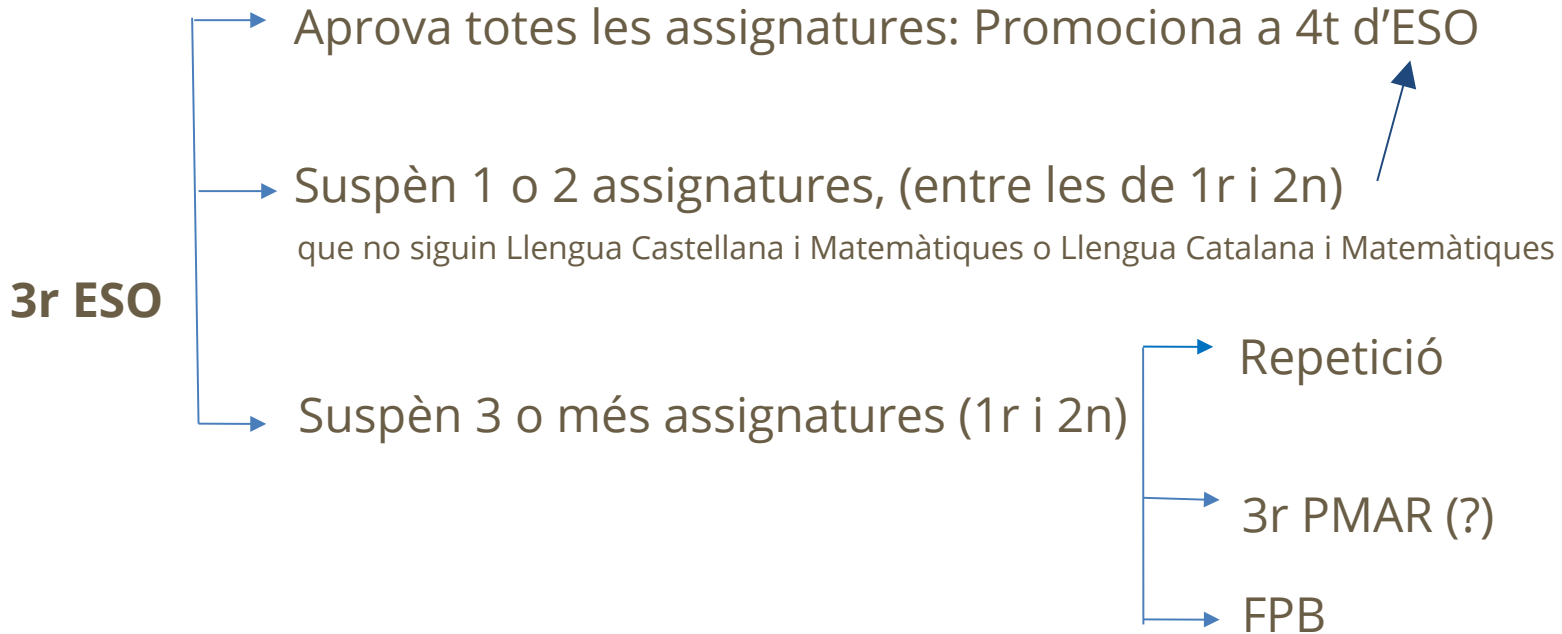 Aprova totes les assignatures: Promociona a 4t d’ESO
Suspèn 1 o 2 assignatures, (entre les de 1r i 2n)
que no siguin Llengua Castellana i Matemàtiques o Llengua Catalana i Matemàtiques
3r ESO
Suspèn 3 o més assignatures (1r i 2n)
Repetició
3r PMAR (?)
FPB